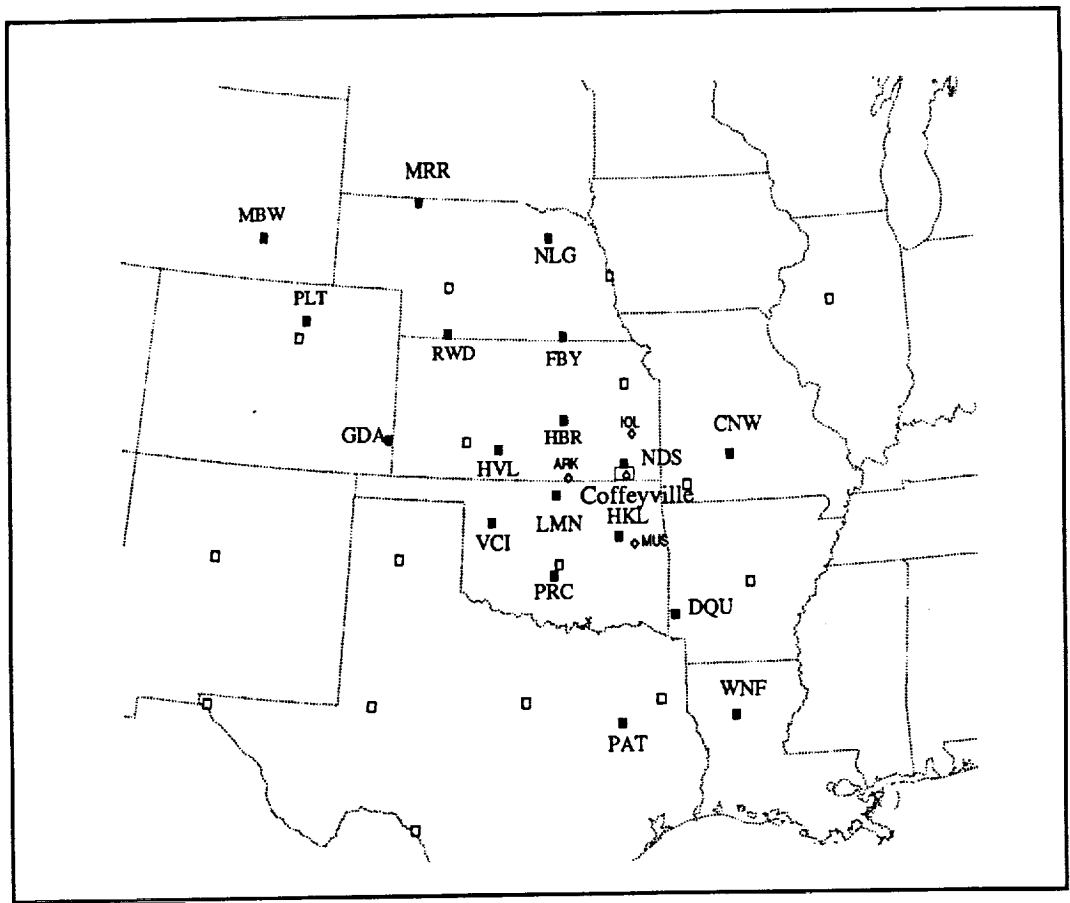 MRR
MBW
NLG
PLT
RWD
FBY
GDA
HBR
IOL
CNW
HVL
ARK
NDS
Coffeyville
LMN
HKL
VCI
MUS
PRC
DQU
WNF
PAT